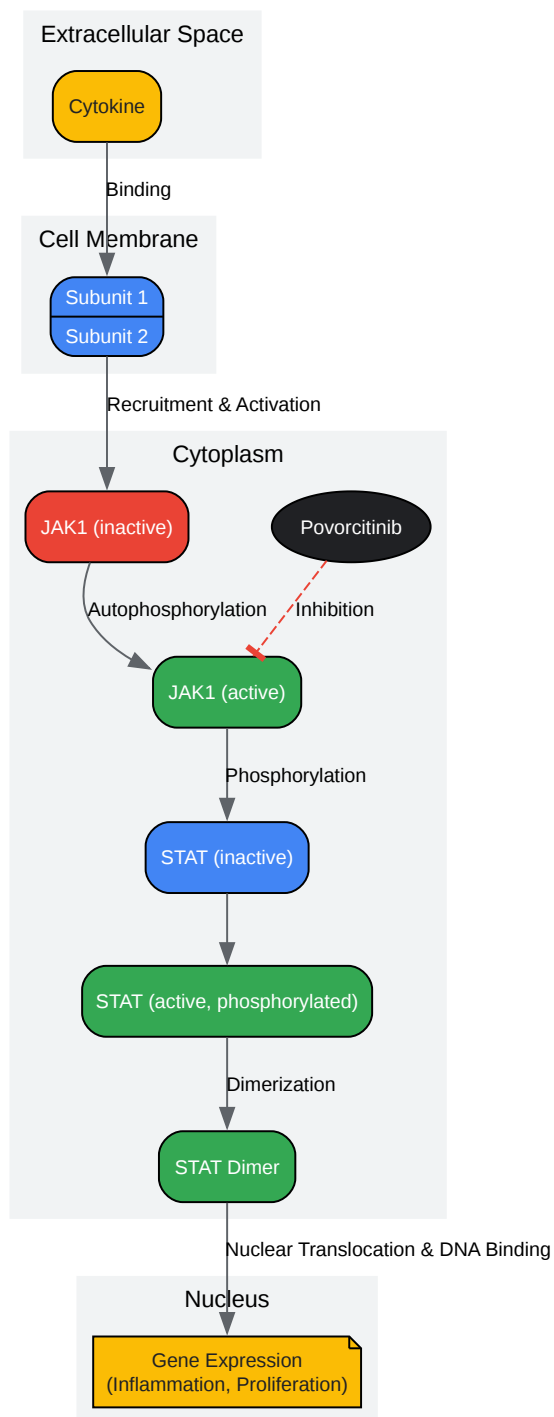 Extracellular Space
Cytokine
Binding
Cell Membrane
Subunit 1
Subunit 2
Recruitment & Activation
Cytoplasm
JAK1 (inactive)
Povorcitinib
Autophosphorylation
Inhibition
JAK1 (active)
Phosphorylation
STAT (inactive)
STAT (active, phosphorylated)
Dimerization
STAT Dimer
Nuclear Translocation & DNA Binding
Nucleus
Gene Expression
(Inflammation, Proliferation)